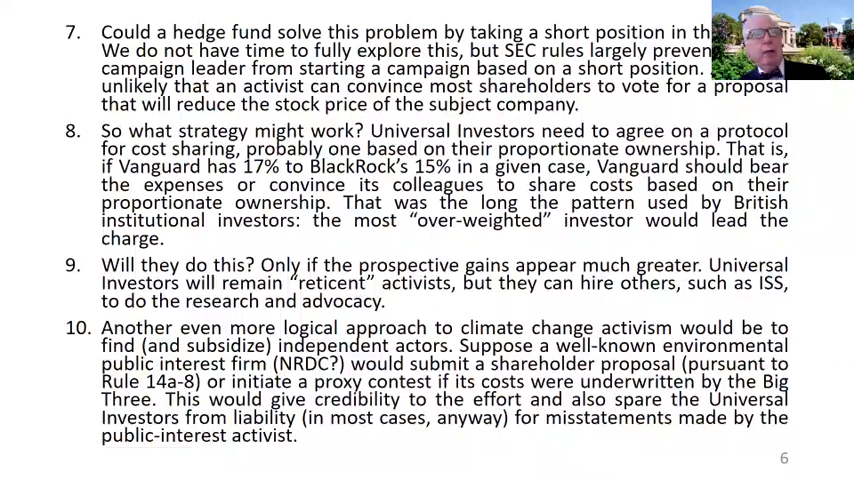 7. Could a hedge fund solve this problem by taking a short position in th
We do not have time to fully explore this, but SEC rules largely preven
campaign leader from starting a campaign based on a short position.
unlikely that an activist can convince most shareholders to vote for a proposal
that will reduce the stock price of the subject company.
8. So what strategy might work? Universal Investors need to agree on a protocol
for cost sharing, probably one based on their proportionate ownership. That is,
if Vanguard has 17% to BlackRock’s 15% in a given case, Vanguard should bear
the expenses or convince its colleagues to share costs based on their
proportionate ownership. That was the long the pattern used by British
institutional investors: the most “over-weighted” investor would lead the
charge.
9. Will they do this? Only if the prospective gains appear much greater. Universal
Investors will remain “reticent” activists, but they can hire others, such as ISS,
to do the research and advocacy.
10. Another even more logical approach to climate change activism would be to
find (and subsidize) independent actors. Suppose a well-known environmental
public interest firm (NRDC?) would submit a shareholder proposal (pursuant to
Rule 14a-8) or initiate a proxy contest if its costs were underwritten by the Big
Three. This would give credibility to the effort and also spare the Universal
Investors from liability (in most cases, anyway) for misstatements made by the
public-interest activist.
6